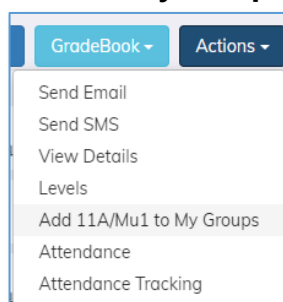 GradeBook Actions
Send Email
Send SMS
View Details
Levels
Add 11A/Mu1 to My Groups
Attendance
Attendance Tracking